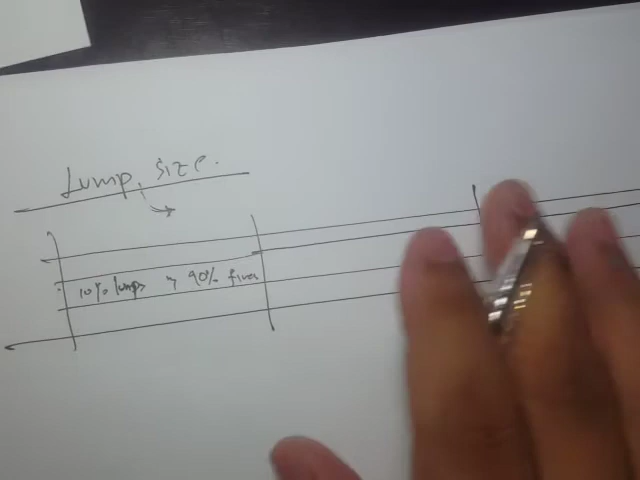 Lump size.
10% lumps → 90% fines